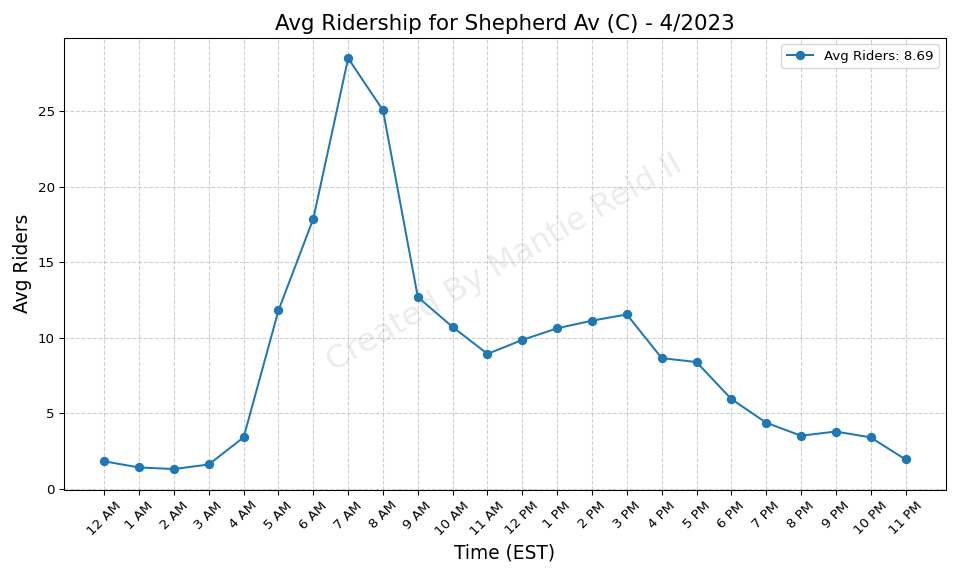 Avg Ridership for Shepherd Av (C) - 4/2023
Avg Riders: 8.69
Avg Riders
25
20
15
10
5
0
Created By Mantle Reid II
12 AM
1 AM
2 AM
3 AM
4 AM
5 AM
6 AM
7 AM
8 AM
9 AM
10 AM
11 AM
12 PM
1 PM
2 PM
3 PM
4 PM
5 PM
6 PM
7 PM
8 PM
9 PM
10 PM
11 PM
Time (EST)